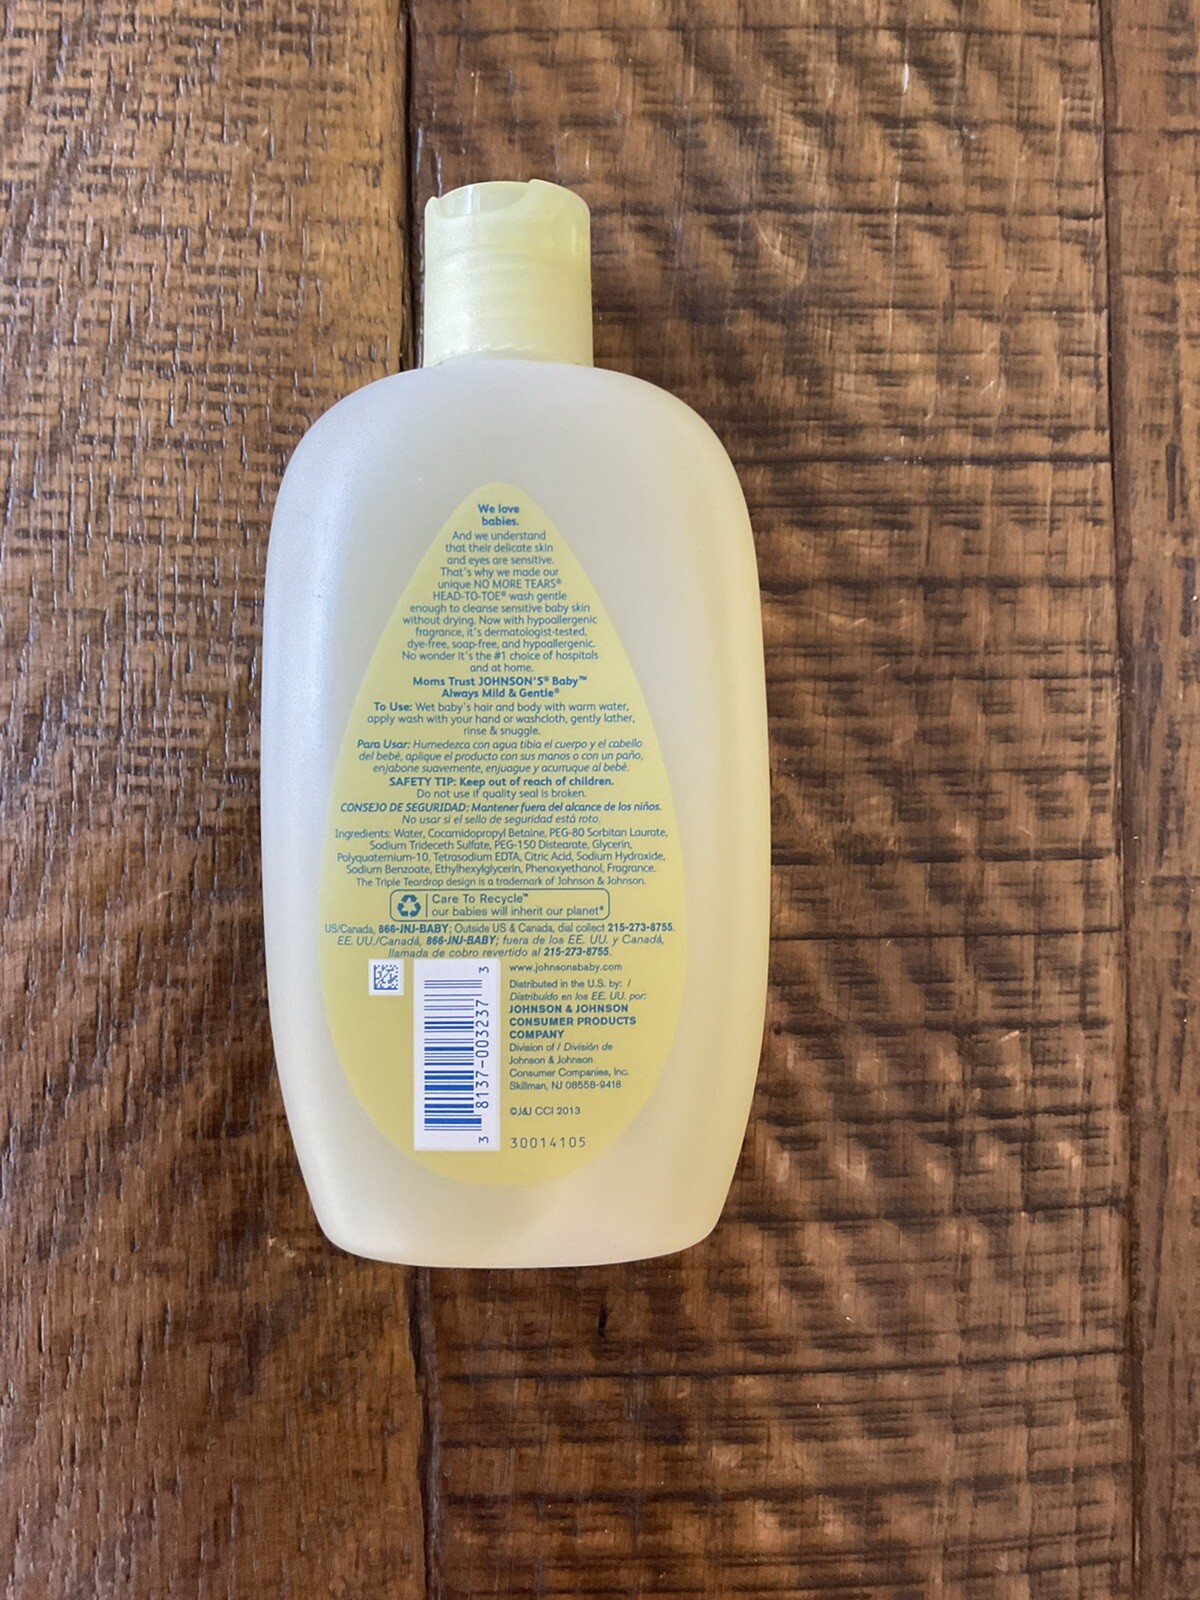 We love
babies.
And we understand
that their delicate skin
and eyes are sensitive.
That's why we made our
unique NO MORE TEARS®
HEAD-TO-TOE® wash gentle
enough to cleanse sensitive baby skin
without drying. Now with hypoallergenic
fragrance, it's dermatologist-tested,
dye-free, soap-free, and hypoallergenic.
No wonder it's the #1 choice of hospitals
and at home.
Moms Trust JOHNSON'S® Baby™
Always Mild & Gentle®
To Use: Wet baby's hair and body with warm water,
apply wash with your hand or washcloth, gently lather,
rinse & snuggle.
Para Usar: Humedezca con agua tibia el cuerpo y el cabello
del bebé, aplique el producto con sus manos o con un paño,
enjabone suavemente, enjuague y acurruque al bebé.
SAFETY TIP: Keep out of reach of children.
Do not use if quality seal is broken.
CONSEJO DE SEGURIDAD: Mantener fuera del alcance de los niños.
No usar si el sello de seguridad está roto.
Ingredients: Water, Cocamidopropyl Betaine, PEG-80 Sorbitan Laurate,
Sodium Trideceth Sulfate, PEG-150 Distearate, Glycerin,
Polyquaternium-10, Tetrasodium EDTA, Citric Acid, Sodium Hydroxide,
Sodium Benzoate, Ethylhexylglycerin, Phenoxyethanol, Fragrance.
The Triple Teardrop design is a trademark of Johnson & Johnson.
Care To Recycle™
our babies will inherit our planet®
US/Canada, 866-JNJ-BABY; Outside US & Canada, dial collect 215-273-8755.
EE. UU./Canadá, 866-JNJ-BABY; fuera de los EE. UU. y Canadá,
llamada de cobro revertido al 215-273-8755.
www.johnsonsbaby.com
Distributed in the U.S. by: /
Distribuido en los EE. UU. por:
JOHNSON & JOHNSON
CONSUMER PRODUCTS
COMPANY
Division of / División de
Johnson & Johnson
Consumer Companies, Inc.
Skillman, NJ 08558-9418
©J&J CCI 2013
30014105
3 8137-003237 3